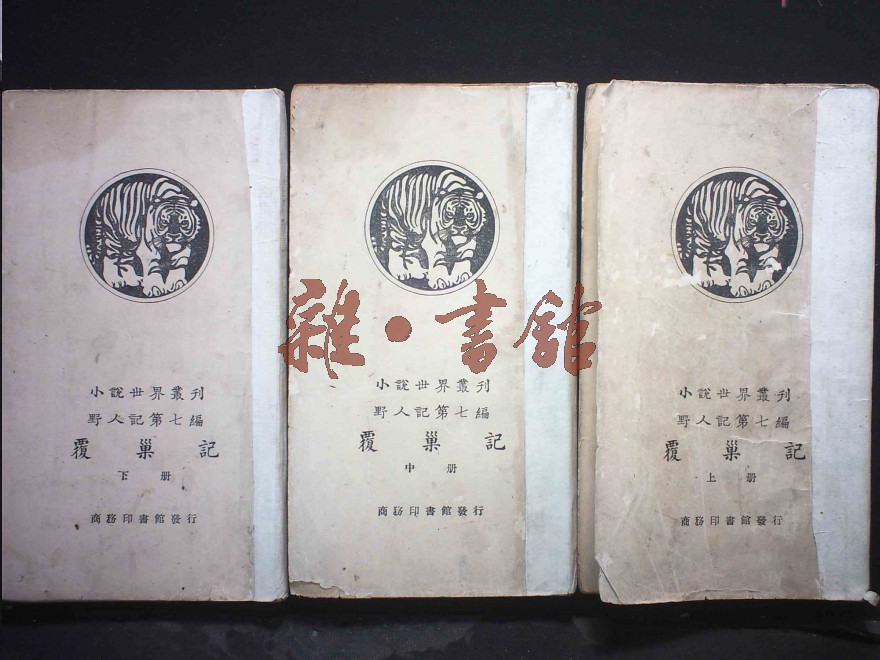 小說世界叢刊
野人記第七編
覆巢記
下册
商務印書館發行
小說世界叢刊
野人記第七編
覆巢記
中册
商務印書館發行
小說世界叢刊
野人記第七編
覆巢記
上册
商務印書館發行
雜·書館